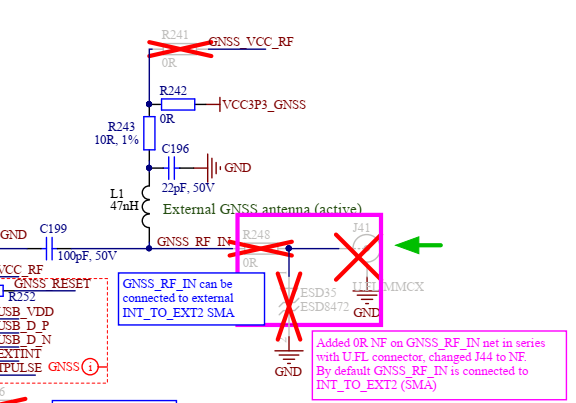 R241
GNSS_VCC_RF
0R
R242
VCC3P3_GNSS
0R
R243
10R, 1%
C196
GND
22pF, 50V
L1
47nH
External GNSS antenna (active)
GND
C199
100pF, 50V
GNSS_RF_IN
R248
0R
J41
U.FL/MMCX
GND
VCC_RF
GNSS_RESET
R252
USB_VDD
USB_D_P
USB_D_N
EXTINT
TPULSE
GNSS i
GNSS_RF_IN can be
connected to external
INT_TO_EXT2 SMA
ESD35
ESD8472
GND
Added 0R NF on GNSS_RF_IN net in series
with U.FL connector, changed J44 to NF.
By default GNSS_RF_IN is connected to
INT_TO_EXT2 (SMA)